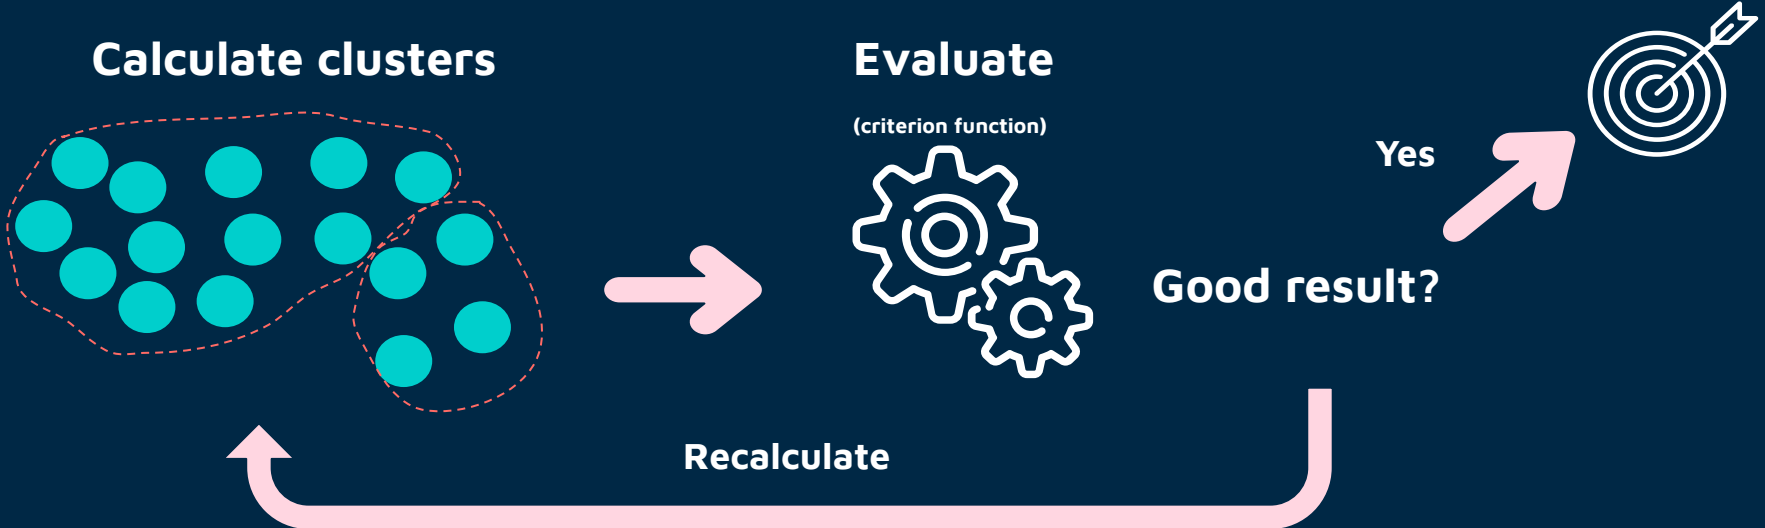 Calculate clusters
Evaluate
(criterion function)
Yes
Good result?
Recalculate